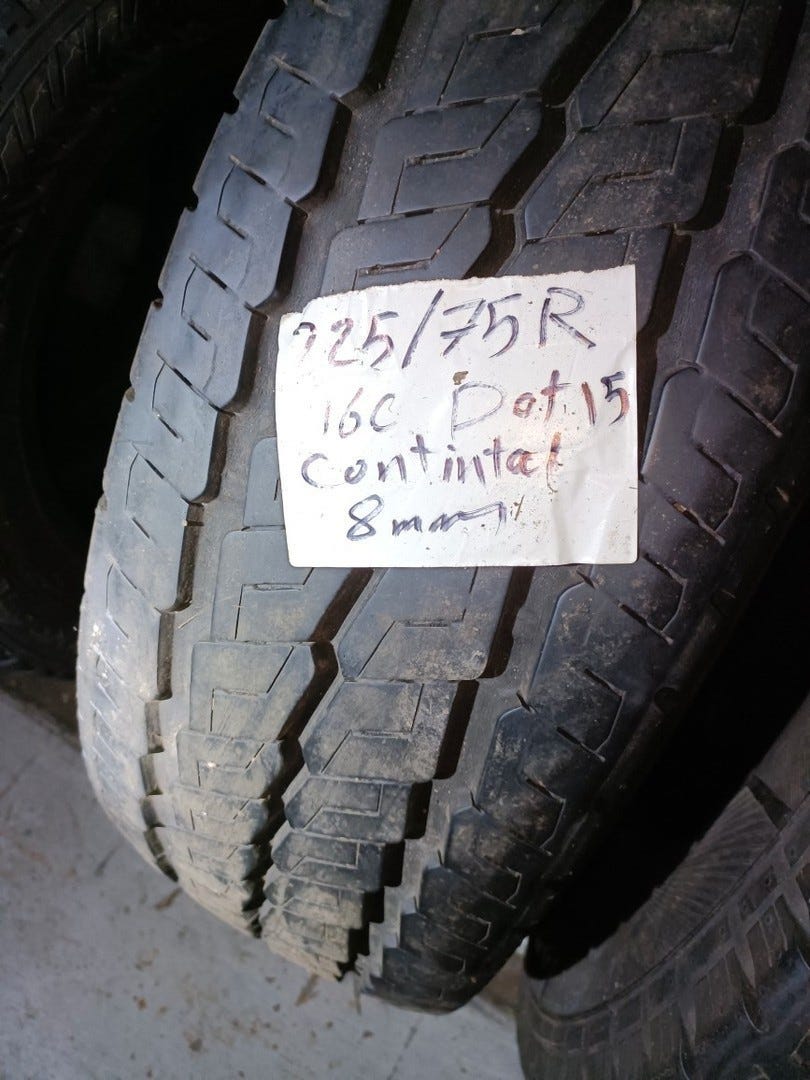 225/75R
16C Dot 15
Contintal
8mm